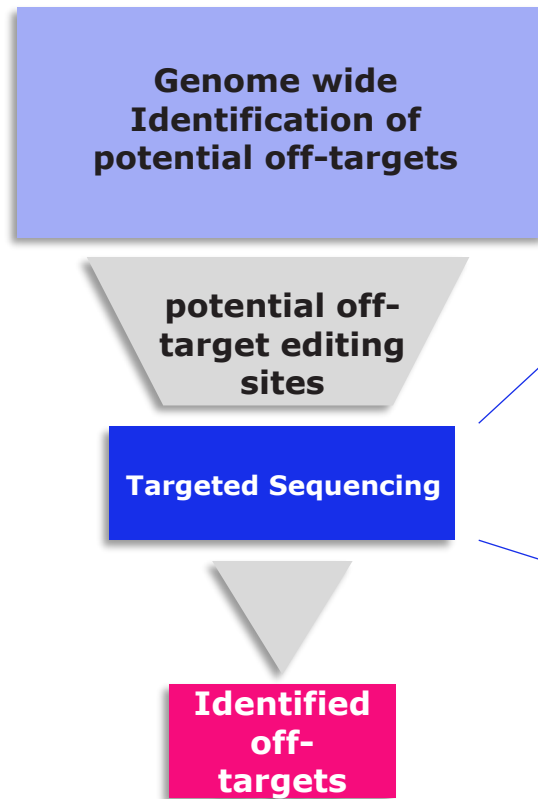 Genome wide
Identification of
potential off-targets
potential off-
target editing
sites
Targeted Sequencing
Identified
off-
targets